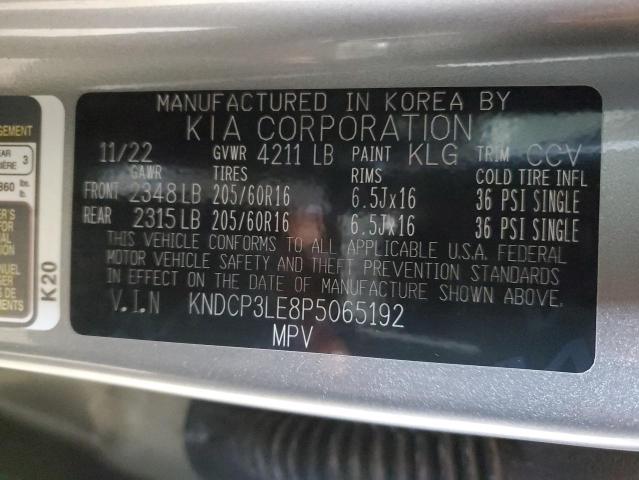 MANUFACTURED IN KOREA BY
KIA CORPORATION
11/22 GVWR 4211 LB PAINT KLG TRIM CCV
GAWR TIRES RIMS COLD TIRE INFL
FRONT 2348 LB 205/60R16 6.5Jx16 36 PSI SINGLE
REAR 2315 LB 205/60R16 6.5Jx16 36 PSI SINGLE
THIS VEHICLE CONFORMS TO ALL APPLICABLE U.S.A. FEDERAL
MOTOR VEHICLE SAFETY AND THEFT PREVENTION STANDARDS
IN EFFECT ON THE DATE OF MANUFACTURE SHOWN ABOVE.
V.I.N KNDCP3LE8P5065192
MPV
3
lbs.
K20